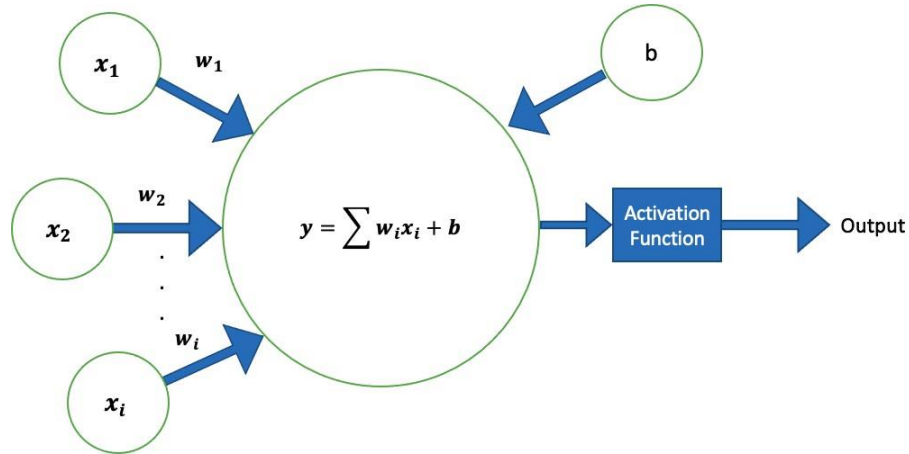 x₁
w₁
b
w₂
x₂
y = ∑ wᵢxᵢ + b
Activation
Function
Output
.
.
.
wᵢ
xᵢ